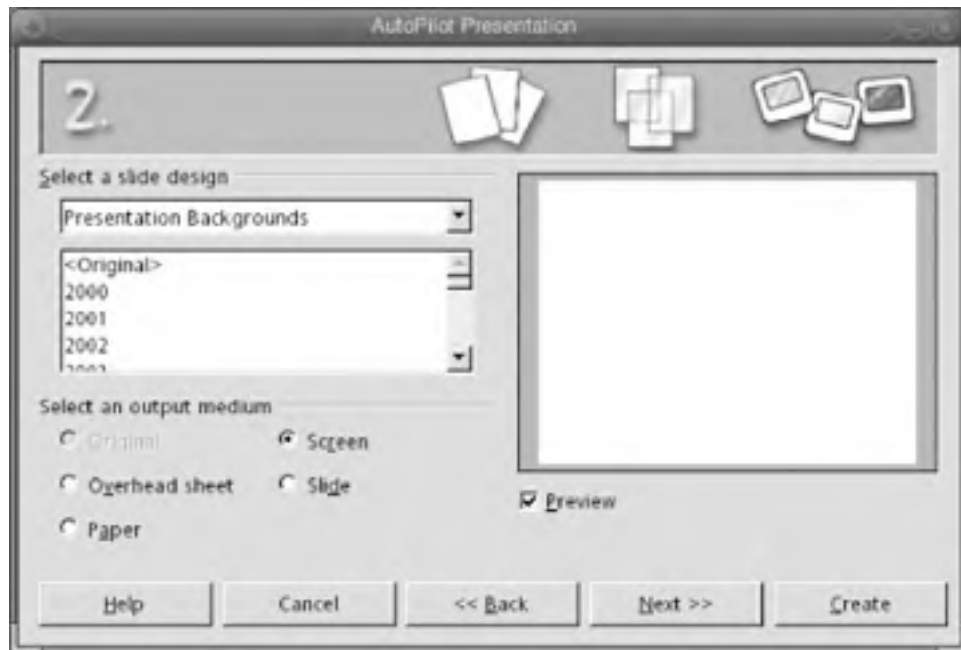 AutoPilot Presentation
2.
Select a slide design
Presentation Backgrounds
<Original>
2000
2001
2002
Select an output medium
Original
Screen
Overhead sheet
Slide
Paper
Preview
Help
Cancel
<< Back
Next >>
Create